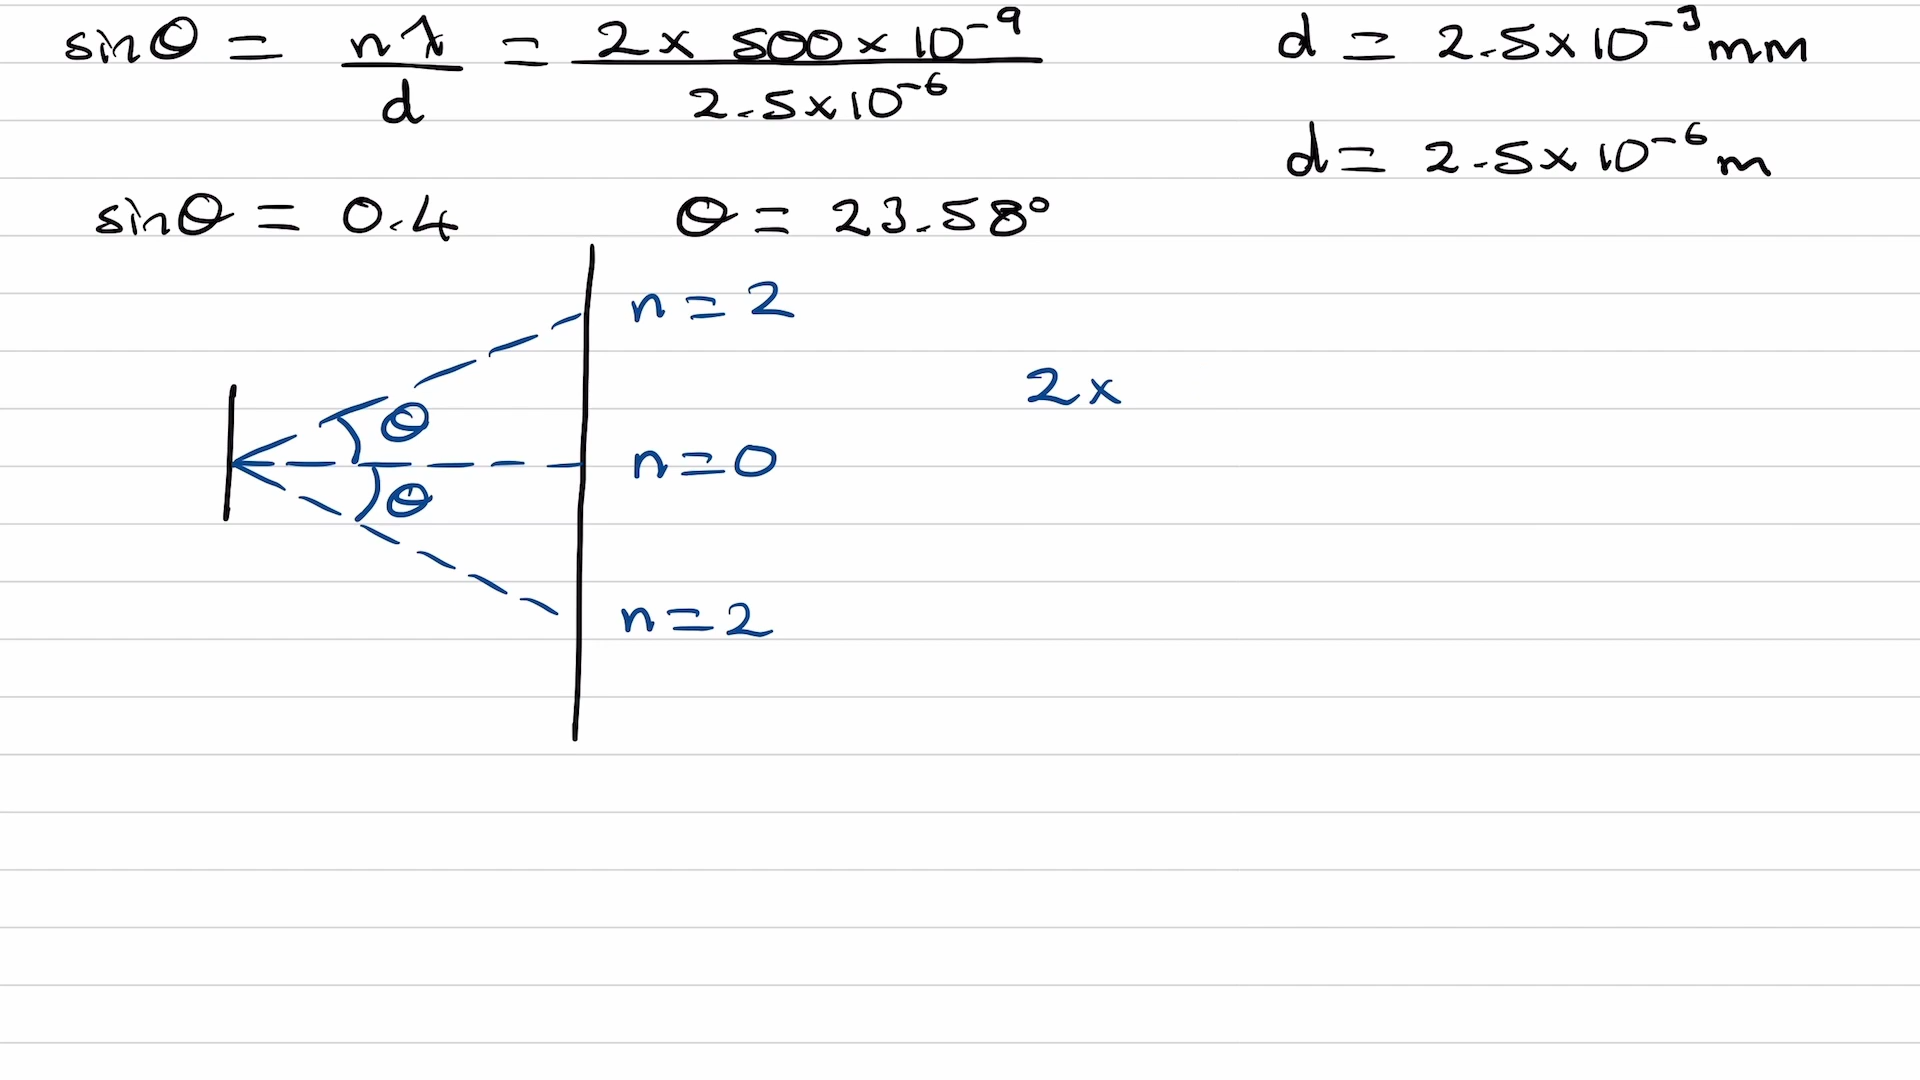 sinθ = nλ/d = 2 × 500 × 10⁻⁹ / 2.5 × 10⁻⁶
d = 2.5 × 10⁻³ mm
d = 2.5 × 10⁻⁶ m
sinθ = 0.4
θ = 23.58°
n = 2
2 ×
θ
n = 0
θ
n = 2